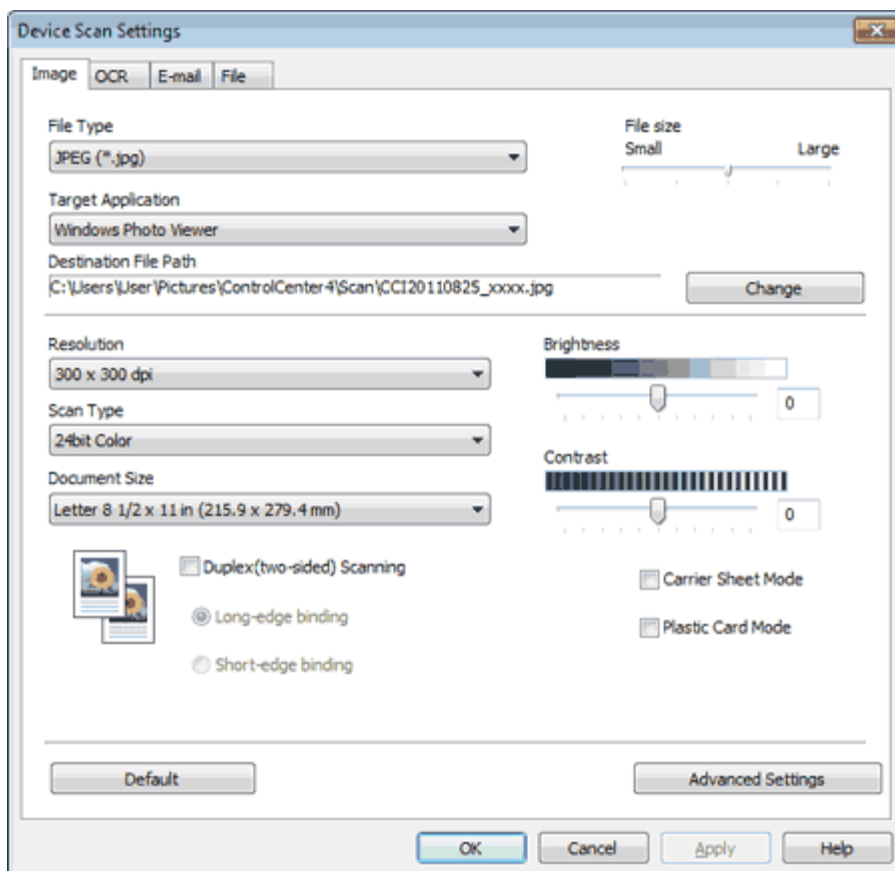 Device Scan Settings
Image OCR E-mail File
File Type
JPEG (*.jpg)
File size
Small Large
Target Application
Windows Photo Viewer
Destination File Path
C:\Users\User\Pictures\ControlCenter4\Scan\CCI20110825_xxxx.jpg
Change
Resolution
300 x 300 dpi
Scan Type
24bit Color
Document Size
Letter 8 1/2 x 11 in (215.9 x 279.4 mm)
Brightness
0
Contrast
0
Duplex(two-sided) Scanning
Long-edge binding
Short-edge binding
Carrier Sheet Mode
Plastic Card Mode
Default
Advanced Settings
OK Cancel Apply Help